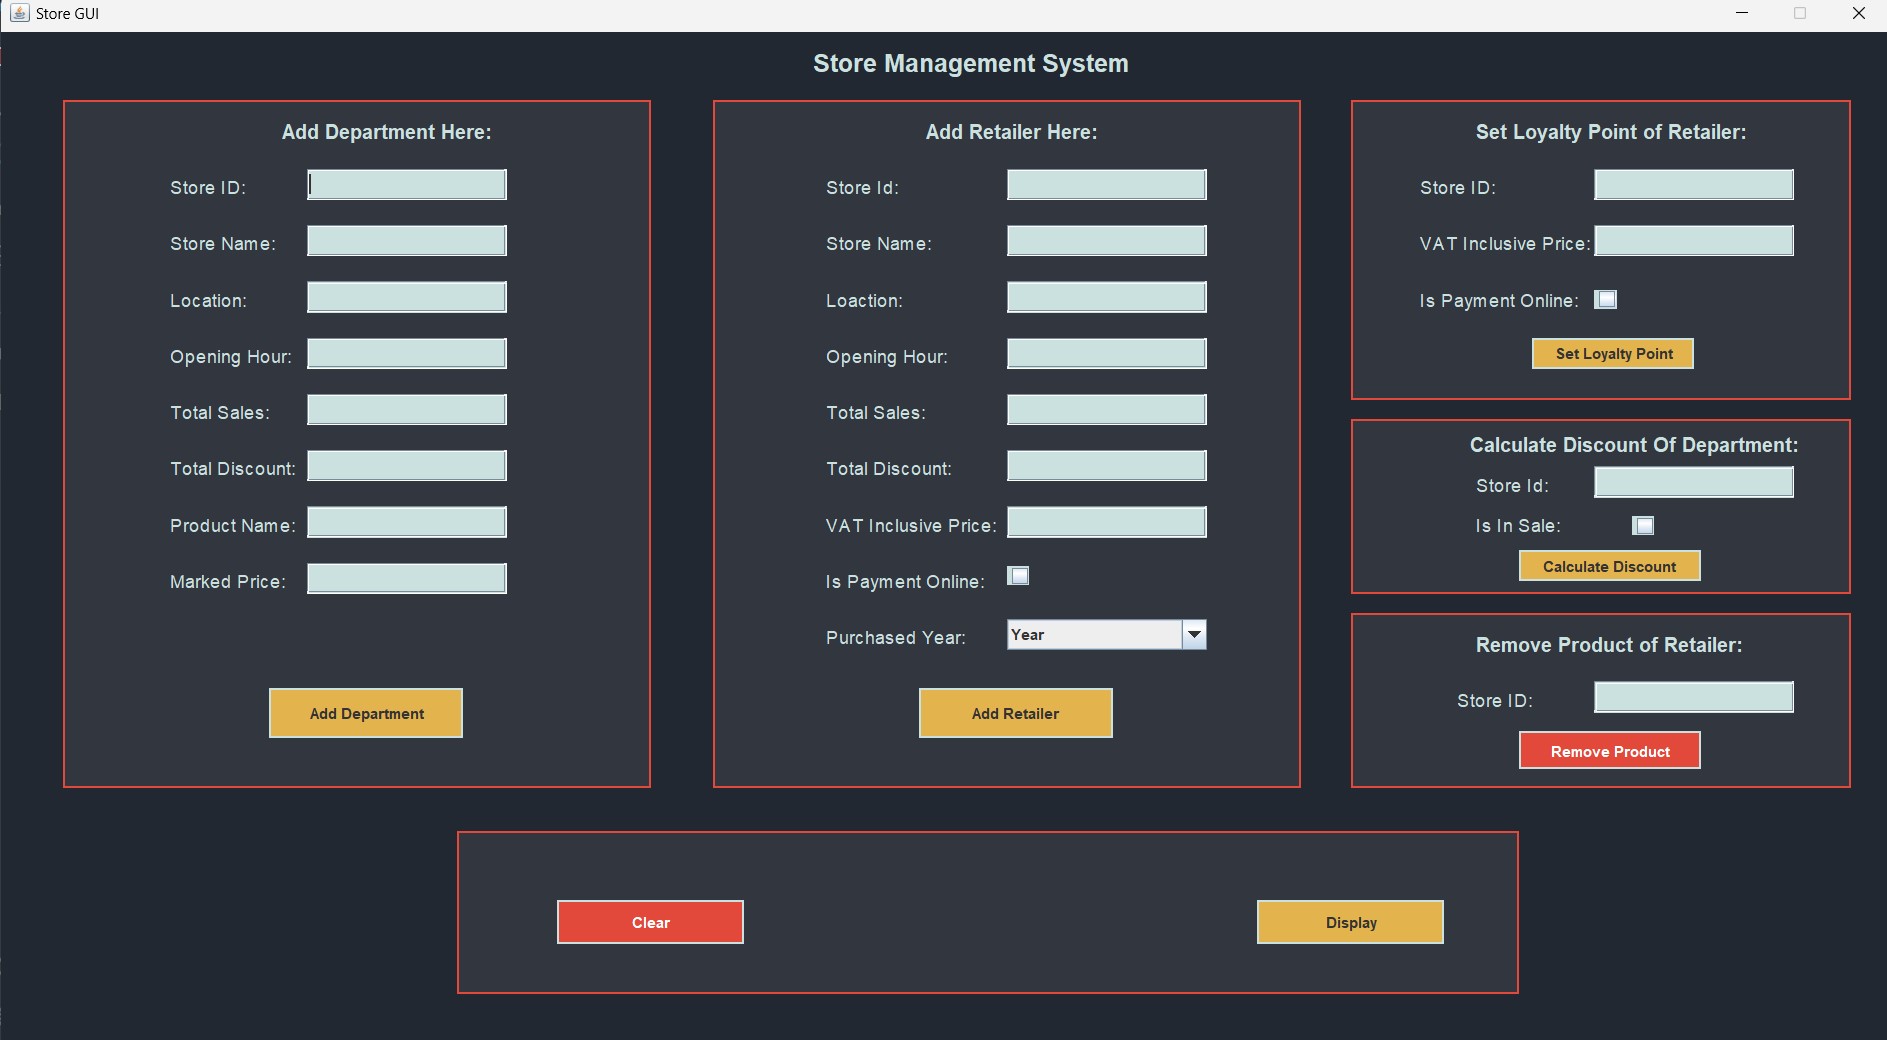 Store GUI
Store Management System
Add Department Here:
Store ID:
Store Name:
Location:
Opening Hour:
Total Sales:
Total Discount:
Product Name:
Marked Price:
Add Department
Add Retailer Here:
Store Id:
Store Name:
Loaction:
Opening Hour:
Total Sales:
Total Discount:
VAT Inclusive Price:
Is Payment Online:
Purchased Year:
Year
Add Retailer
Set Loyalty Point of Retailer:
Store ID:
VAT Inclusive Price:
Is Payment Online:
Set Loyalty Point
Calculate Discount Of Department:
Store Id:
Is In Sale:
Calculate Discount
Remove Product of Retailer:
Store ID:
Remove Product
Clear
Display